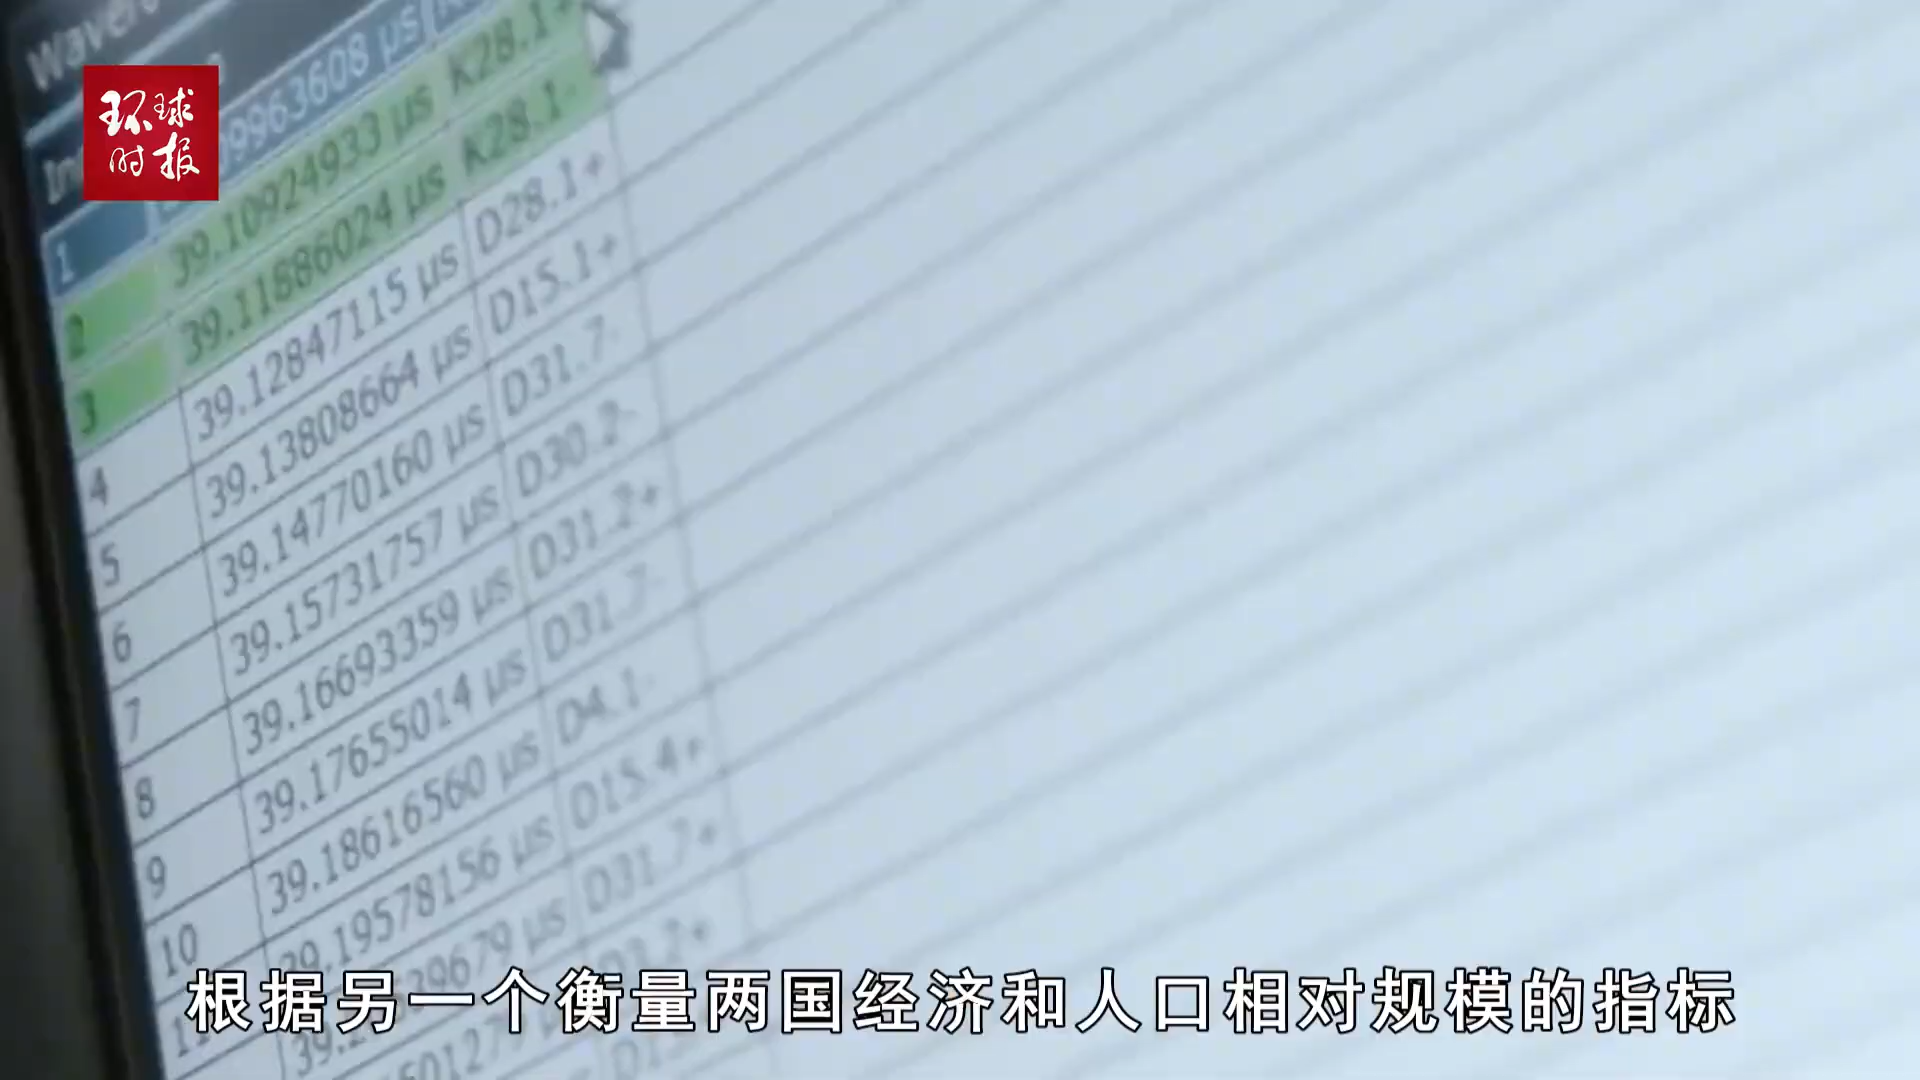 环球
时报
39.10924933 µs K28.1+
39.11886024 µs K28.1-
1
2
39.12847115 µs D28.1+
3
39.13808664 µs D15.1+
4
39.14770160 µs D31.7-
5
39.15731757 µs D30.2-
6
39.16693359 µs D31.2+
7
39.17655014 µs D31.7-
8
39.18616560 µs D4.1-
9
39.19578156 µs D15.4+
10
D31.7+
根据另一个衡量两国经济和人口相对规模的指标